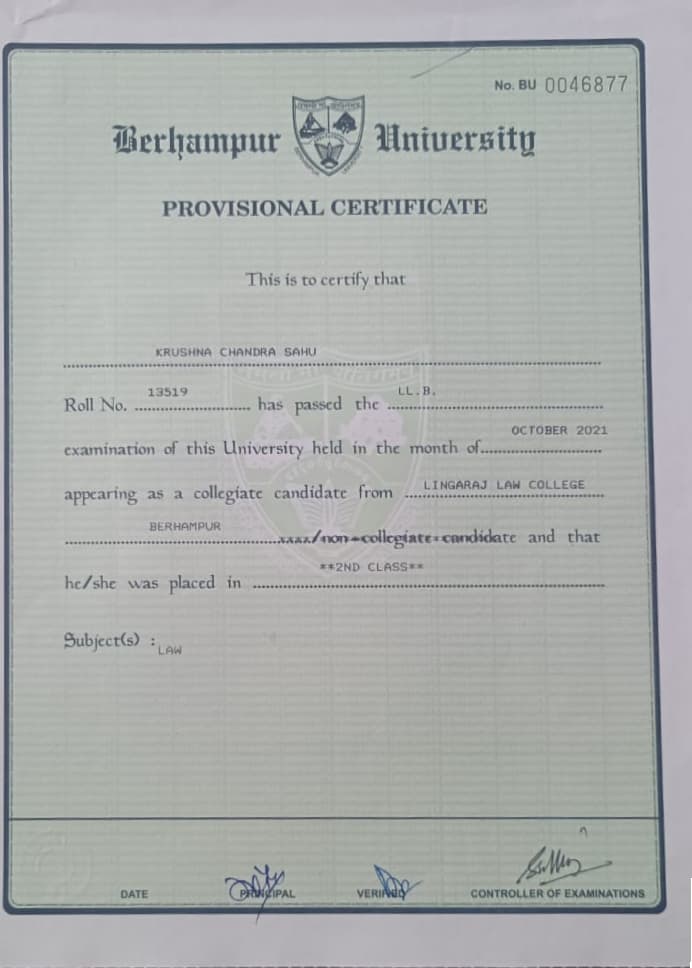 No. BU 0046877
Berhampur University
PROVISIONAL CERTIFICATE
This is to certify that
KRUSHNA CHANDRA SAHU
Roll No. 13519 has passed the LL.B.
examination of this University held in the month of OCTOBER 2021
appearing as a collegiate candidate from LINGARAJ LAW COLLEGE
BERHAMPUR xxxx/non-collegiate candidate and that
he/she was placed in **2ND CLASS**
Subject(s) : LAW
DATE PRINCIPAL VERIFIED CONTROLLER OF EXAMINATIONS